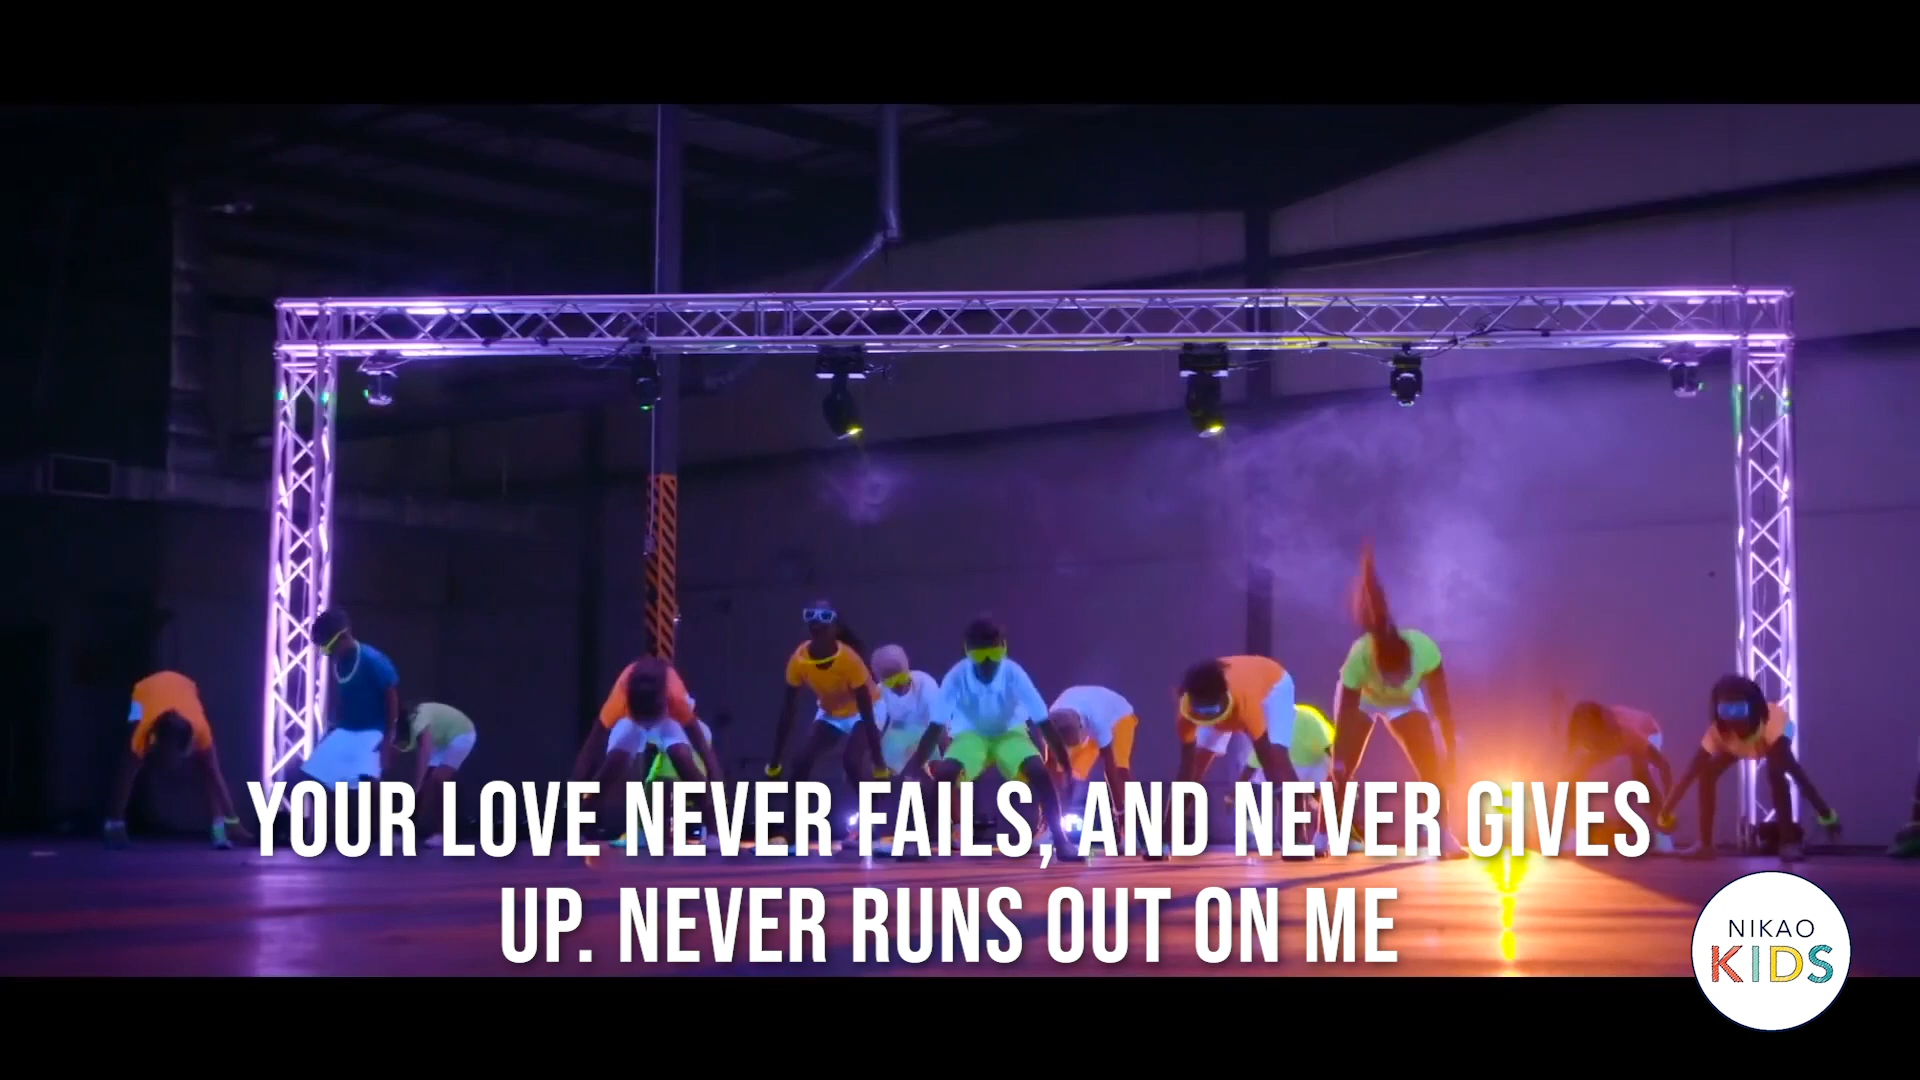 YOUR LOVE NEVER FAILS, AND NEVER GIVES
UP. NEVER RUNS OUT ON ME
NIKAO
KIDS